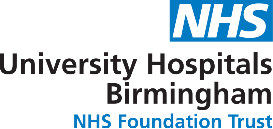 NHS
University Hospitals
Birmingham
NHS Foundation Trust